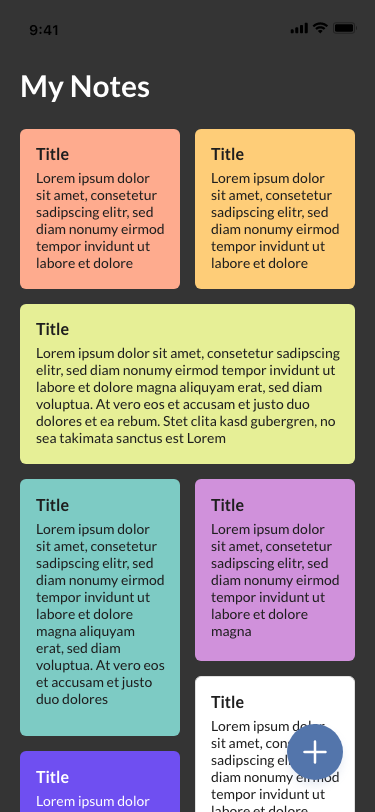 9:41
My Notes
Title
Lorem ipsum dolor
sit amet, consetetur
sadipscing elitr, sed
diam nonumy eirmod
tempor invidunt ut
labore et dolore
Title
Lorem ipsum dolor
sit amet, consetetur
sadipscing elitr, sed
diam nonumy eirmod
tempor invidunt ut
labore et dolore
Title
Lorem ipsum dolor sit amet, consetetur sadipscing
elitr, sed diam nonumy eirmod tempor invidunt ut
labore et dolore magna aliquyam erat, sed diam
voluptua. At vero eos et accusam et justo duo
dolores et ea rebum. Stet clita kasd gubergren, no
sea takimata sanctus est Lorem
Title
Lorem ipsum dolor
sit amet, consetetur
sadipscing elitr, sed
diam nonumy eirmod
tempor invidunt ut
labore et dolore
magna aliquyam
erat, sed diam
voluptua. At vero eos
et accusam et justo
duo dolores
Title
Lorem ipsum dolor
sit amet, consetetur
sadipscing elitr, sed
diam nonumy eirmod
tempor invidunt ut
labore et dolore
magna
Title
Lorem ipsum dolor
Title
Lorem ipsum dolor
sit amet,
sadipscing
diam nonumy eirmod
tempor invidunt ut
labore et dolore